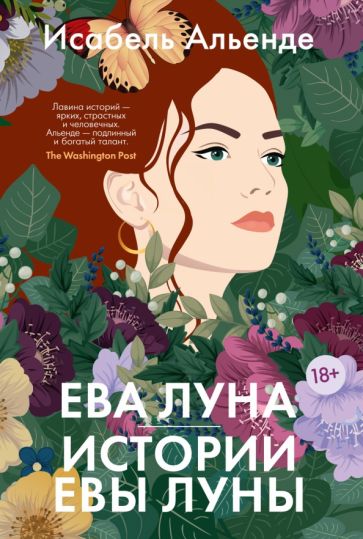 Исабель Альенде
Лавина историй —
ярких, страстных
и человечных.
Альенде — подлинный
и богатый талант.
The Washington Post
18+
ЕВА ЛУНА
ИСТОРИИ
ЕВЫ ЛУНЫ